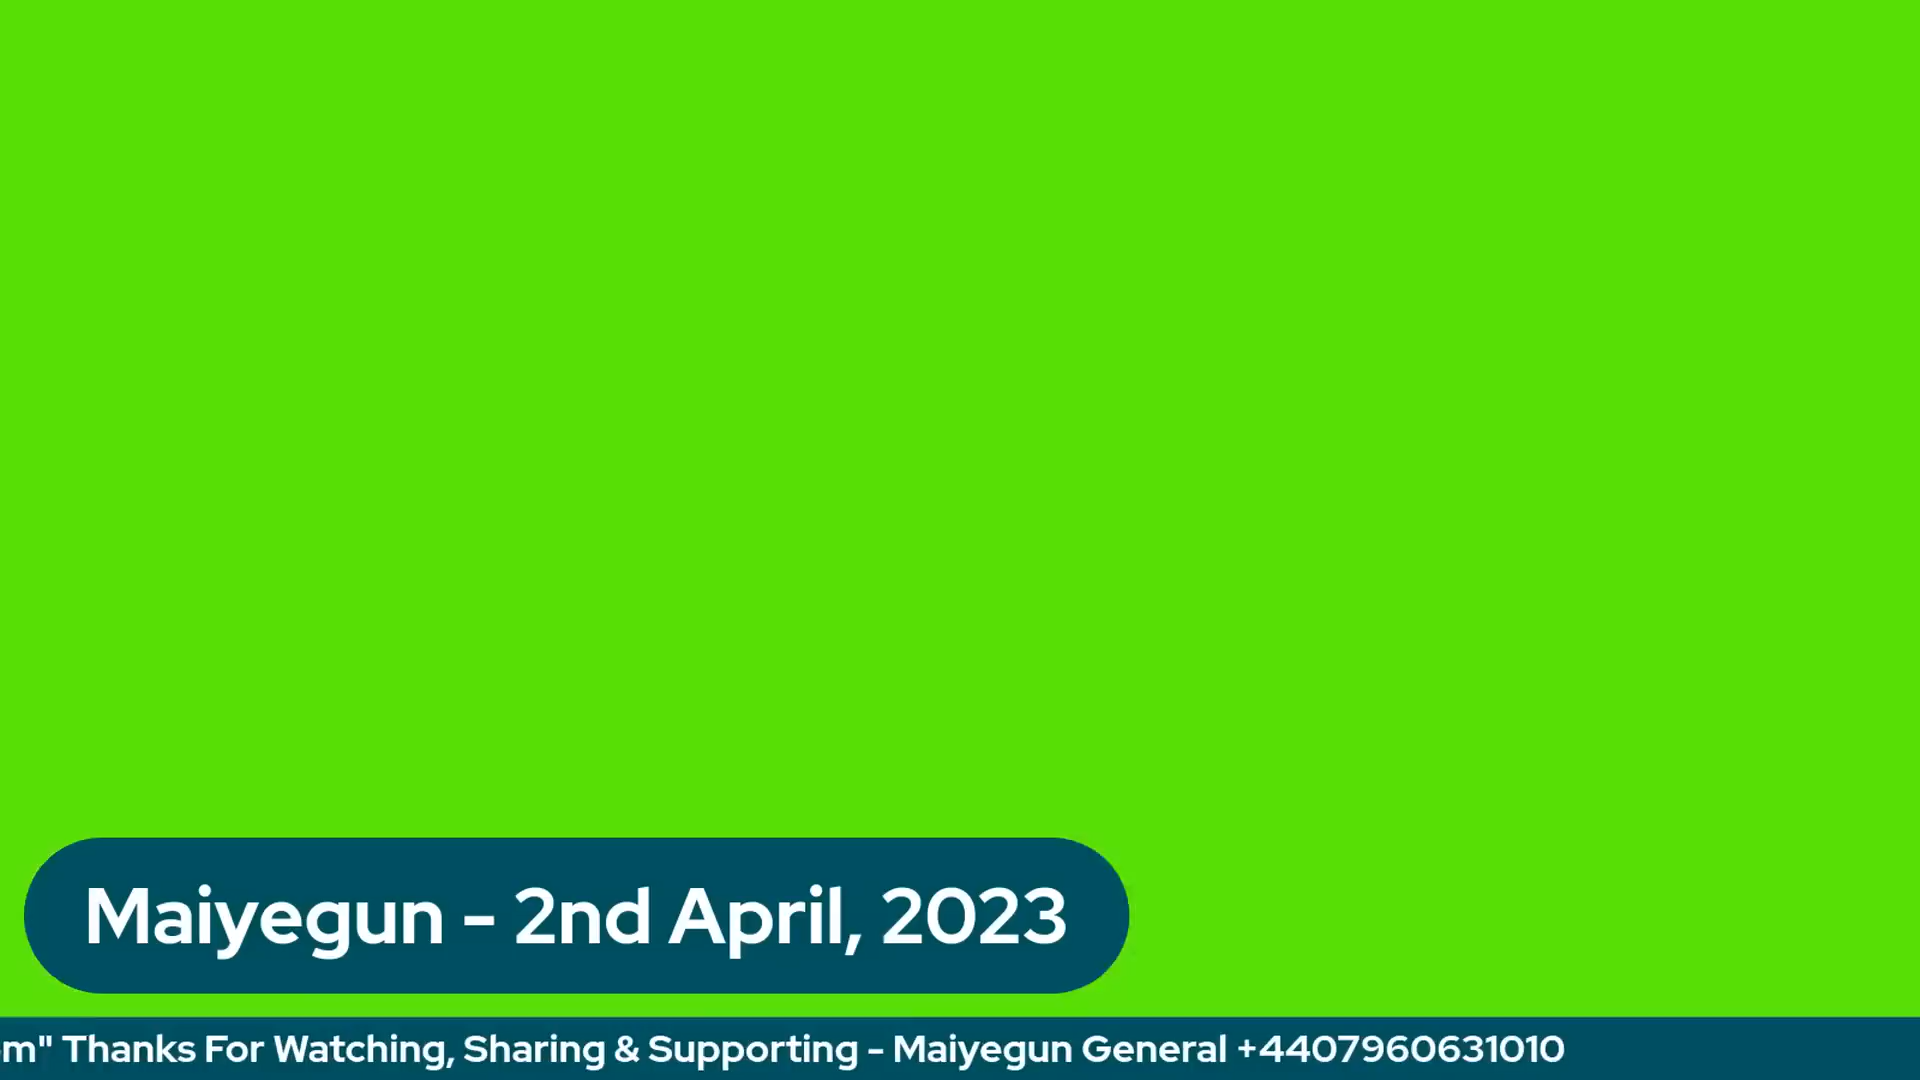 Maiyegun - 2nd April, 2023
m" Thanks For Watching, Sharing & Supporting - Maiyegun General +4407960631010